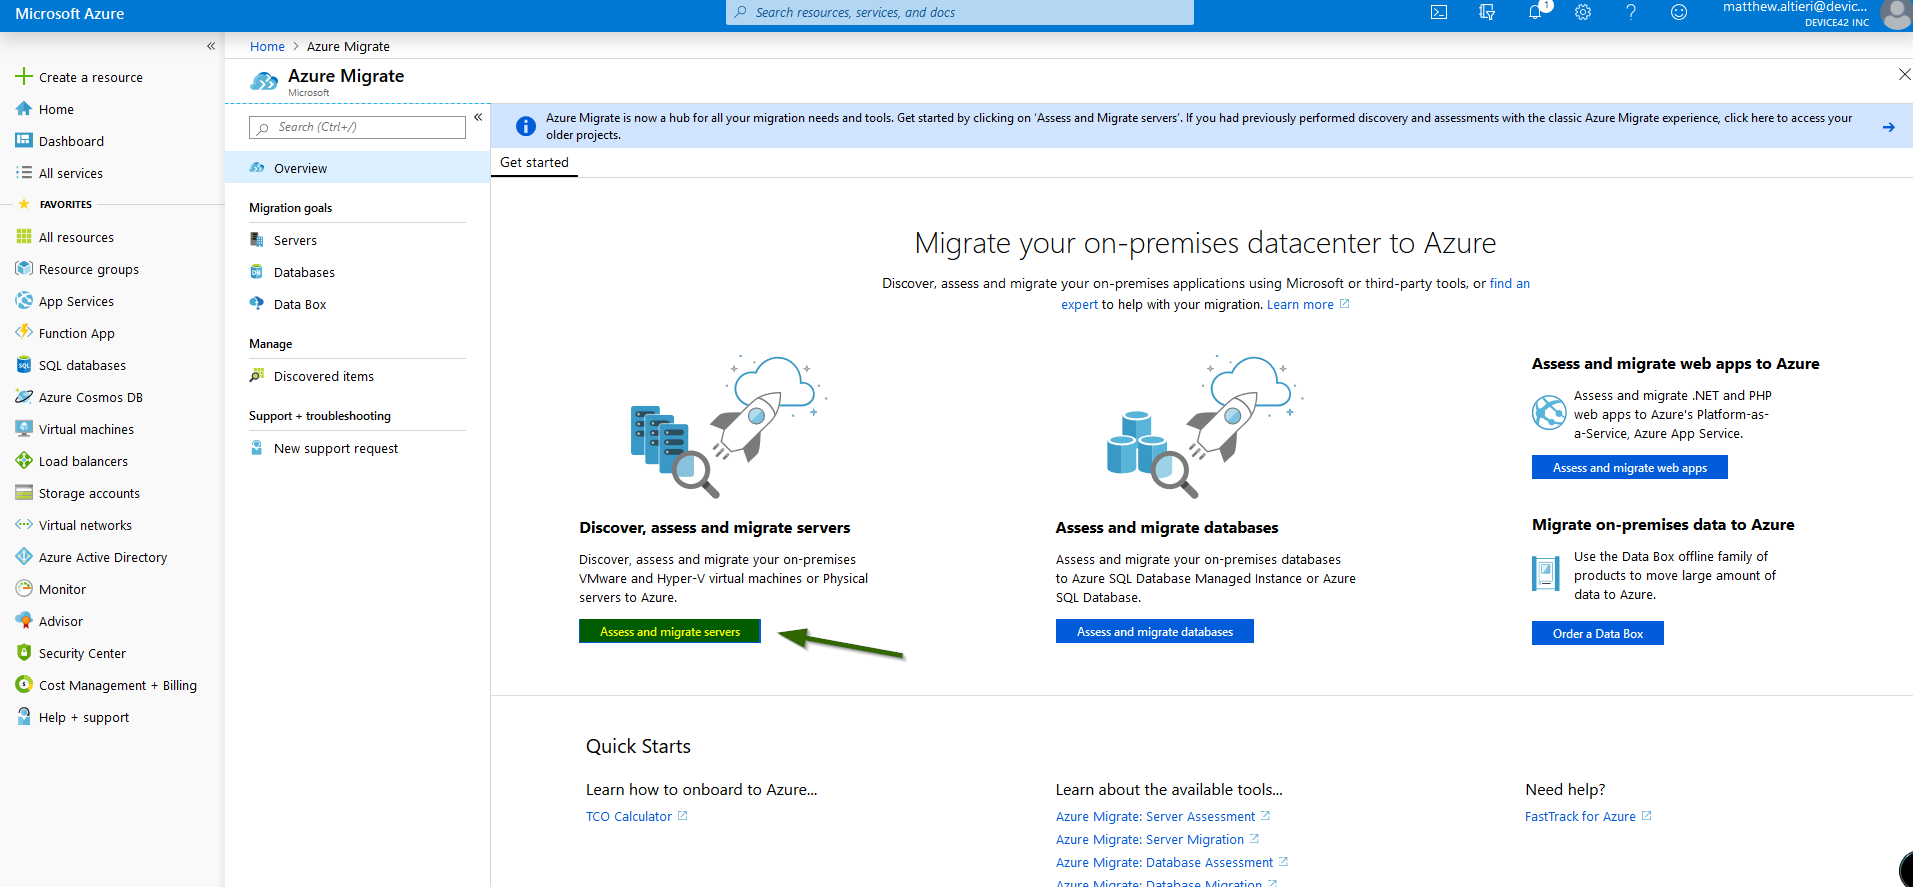 Microsoft Azure
Search resources, services, and docs
1
matthew.altieri@devic...
DEVICE42 INC
Create a resource
Home
Dashboard
All services
FAVORITES
All resources
Resource groups
App Services
Function App
SQL databases
Azure Cosmos DB
Virtual machines
Load balancers
Storage accounts
Virtual networks
Azure Active Directory
Monitor
Advisor
Security Center
Cost Management + Billing
Help + support
Home > Azure Migrate
Azure Migrate
Microsoft
Search (Ctrl+/)
Overview
Migration goals
Servers
Databases
Data Box
Manage
Discovered items
Support + troubleshooting
New support request
Azure Migrate is now a hub for all your migration needs and tools. Get started by clicking on 'Assess and Migrate servers'. If you had previously performed discovery and assessments with the classic Azure Migrate experience, click here to access your
older projects.
Get started
Migrate your on-premises datacenter to Azure
Discover, assess and migrate your on-premises applications using Microsoft or third-party tools, or find an
expert to help with your migration. Learn more
Discover, assess and migrate servers
Discover, assess and migrate your on-premises
VMware and Hyper-V virtual machines or Physical
servers to Azure.
Assess and migrate servers
Assess and migrate databases
Assess and migrate your on-premises databases
to Azure SQL Database Managed Instance or Azure
SQL Database.
Assess and migrate databases
Assess and migrate web apps to Azure
Assess and migrate .NET and PHP
web apps to Azure's Platform-as-
a-Service, Azure App Service.
Assess and migrate web apps
Migrate on-premises data to Azure
Use the Data Box offline family of
products to move large amount of
data to Azure.
Order a Data Box
Quick Starts
Learn how to onboard to Azure...
TCO Calculator
Learn about the available tools...
Azure Migrate: Server Assessment
Azure Migrate: Server Migration
Azure Migrate: Database Assessment
Azure Migrate: Database Migration
Need help?
FastTrack for Azure